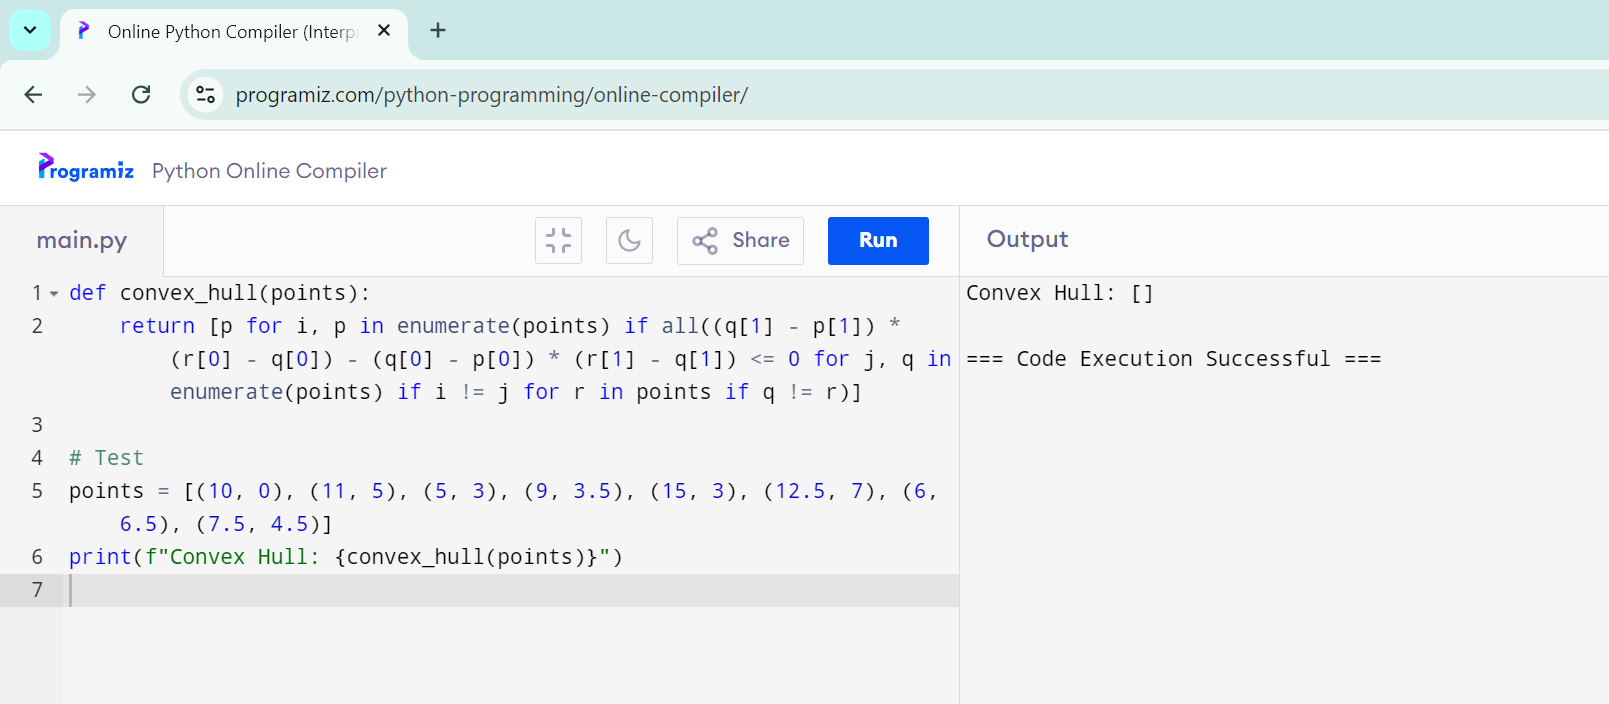 Online Python Compiler (Interp
programiz.com/python-programming/online-compiler/
Programiz Python Online Compiler
main.py
Share
Run
Output
1 def convex_hull(points):
2 return [p for i, p in enumerate(points) if all((q[1] - p[1]) *
(r[0] - q[0]) - (q[0] - p[0]) * (r[1] - q[1]) <= 0 for j, q in
enumerate(points) if i != j for r in points if q != r)]
3
4 # Test
5 points = [(10, 0), (11, 5), (5, 3), (9, 3.5), (15, 3), (12.5, 7), (6,
6.5), (7.5, 4.5)]
6 print(f"Convex Hull: {convex_hull(points)}")
7
Convex Hull: []
=== Code Execution Successful ===